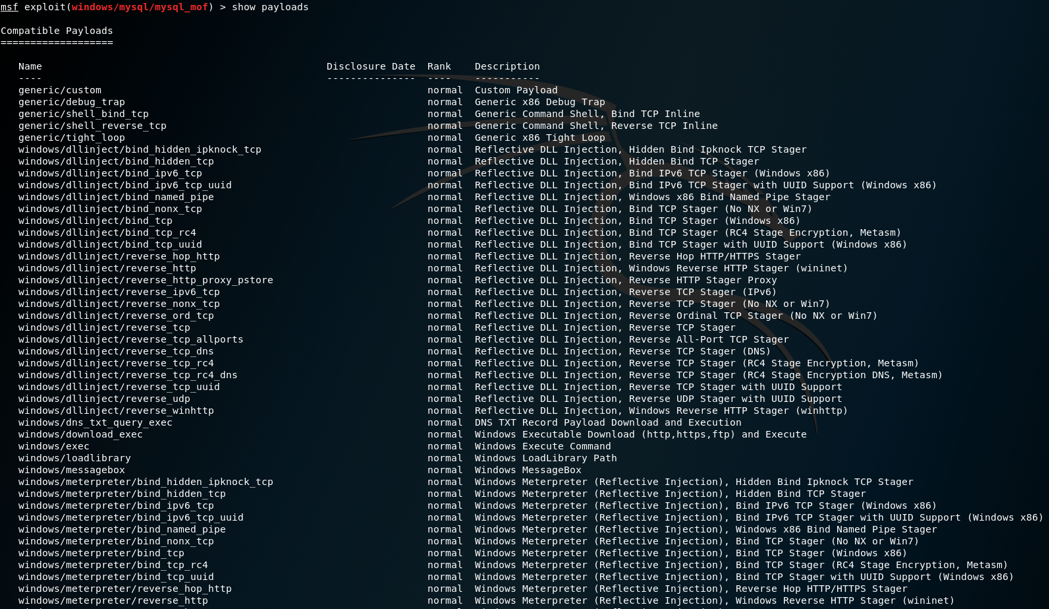 msf exploit(windows/mysql/mysql_mof) > show payloads
Compatible Payloads
===================
Name Disclosure Date Rank Description
---- --------------- ---- -----------
generic/custom normal Custom Payload
generic/debug_trap normal Generic x86 Debug Trap
generic/shell_bind_tcp normal Generic Command Shell, Bind TCP Inline
generic/shell_reverse_tcp normal Generic Command Shell, Reverse TCP Inline
generic/tight_loop normal Generic x86 Tight Loop
windows/dllinject/bind_hidden_ipknock_tcp normal Reflective DLL Injection, Hidden Bind Ipknock TCP Stager
windows/dllinject/bind_hidden_tcp normal Reflective DLL Injection, Hidden Bind TCP Stager
windows/dllinject/bind_ipv6_tcp normal Reflective DLL Injection, Bind IPv6 TCP Stager (Windows x86)
windows/dllinject/bind_ipv6_tcp_uuid normal Reflective DLL Injection, Bind IPv6 TCP Stager with UUID Support (Windows x86)
windows/dllinject/bind_named_pipe normal Reflective DLL Injection, Windows x86 Bind Named Pipe Stager
windows/dllinject/bind_nonx_tcp normal Reflective DLL Injection, Bind TCP Stager (No NX or Win7)
windows/dllinject/bind_tcp normal Reflective DLL Injection, Bind TCP Stager (Windows x86)
windows/dllinject/bind_tcp_rc4 normal Reflective DLL Injection, Bind TCP Stager (RC4 Stage Encryption, Metasm)
windows/dllinject/bind_tcp_uuid normal Reflective DLL Injection, Bind TCP Stager with UUID Support (Windows x86)
windows/dllinject/reverse_hop_http normal Reflective DLL Injection, Reverse Hop HTTP/HTTPS Stager
windows/dllinject/reverse_http normal Reflective DLL Injection, Windows Reverse HTTP Stager (wininet)
windows/dllinject/reverse_http_proxy_pstore normal Reflective DLL Injection, Reverse HTTP Stager Proxy
windows/dllinject/reverse_ipv6_tcp normal Reflective DLL Injection, Reverse TCP Stager (IPv6)
windows/dllinject/reverse_nonx_tcp normal Reflective DLL Injection, Reverse TCP Stager (No NX or Win7)
windows/dllinject/reverse_ord_tcp normal Reflective DLL Injection, Reverse Ordinal TCP Stager (No NX or Win7)
windows/dllinject/reverse_tcp normal Reflective DLL Injection, Reverse TCP Stager
windows/dllinject/reverse_tcp_allports normal Reflective DLL Injection, Reverse All-Port TCP Stager
windows/dllinject/reverse_tcp_dns normal Reflective DLL Injection, Reverse TCP Stager (DNS)
windows/dllinject/reverse_tcp_rc4 normal Reflective DLL Injection, Reverse TCP Stager (RC4 Stage Encryption, Metasm)
windows/dllinject/reverse_tcp_rc4_dns normal Reflective DLL Injection, Reverse TCP Stager (RC4 Stage Encryption DNS, Metasm)
windows/dllinject/reverse_tcp_uuid normal Reflective DLL Injection, Reverse TCP Stager with UUID Support
windows/dllinject/reverse_udp normal Reflective DLL Injection, Reverse UDP Stager with UUID Support
windows/dllinject/reverse_winhttp normal Reflective DLL Injection, Windows Reverse HTTP Stager (winhttp)
windows/dns_txt_query_exec normal DNS TXT Record Payload Download and Execution
windows/download_exec normal Windows Executable Download (http,https,ftp) and Execute
windows/exec normal Windows Execute Command
windows/loadlibrary normal Windows LoadLibrary Path
windows/messagebox normal Windows MessageBox
windows/meterpreter/bind_hidden_ipknock_tcp normal Windows Meterpreter (Reflective Injection), Hidden Bind Ipknock TCP Stager
windows/meterpreter/bind_hidden_tcp normal Windows Meterpreter (Reflective Injection), Hidden Bind TCP Stager
windows/meterpreter/bind_ipv6_tcp normal Windows Meterpreter (Reflective Injection), Bind IPv6 TCP Stager (Windows x86)
windows/meterpreter/bind_ipv6_tcp_uuid normal Windows Meterpreter (Reflective Injection), Bind IPv6 TCP Stager with UUID Support (Windows x86)
windows/meterpreter/bind_named_pipe normal Windows Meterpreter (Reflective Injection), Windows x86 Bind Named Pipe Stager
windows/meterpreter/bind_nonx_tcp normal Windows Meterpreter (Reflective Injection), Bind TCP Stager (No NX or Win7)
windows/meterpreter/bind_tcp normal Windows Meterpreter (Reflective Injection), Bind TCP Stager (Windows x86)
windows/meterpreter/bind_tcp_rc4 normal Windows Meterpreter (Reflective Injection), Bind TCP Stager (RC4 Stage Encryption, Metasm)
windows/meterpreter/bind_tcp_uuid normal Windows Meterpreter (Reflective Injection), Bind TCP Stager with UUID Support (Windows x86)
windows/meterpreter/reverse_hop_http normal Windows Meterpreter (Reflective Injection), Reverse Hop HTTP/HTTPS Stager
windows/meterpreter/reverse_http normal Windows Meterpreter (Reflective Injection), Windows Reverse HTTP Stager (wininet)